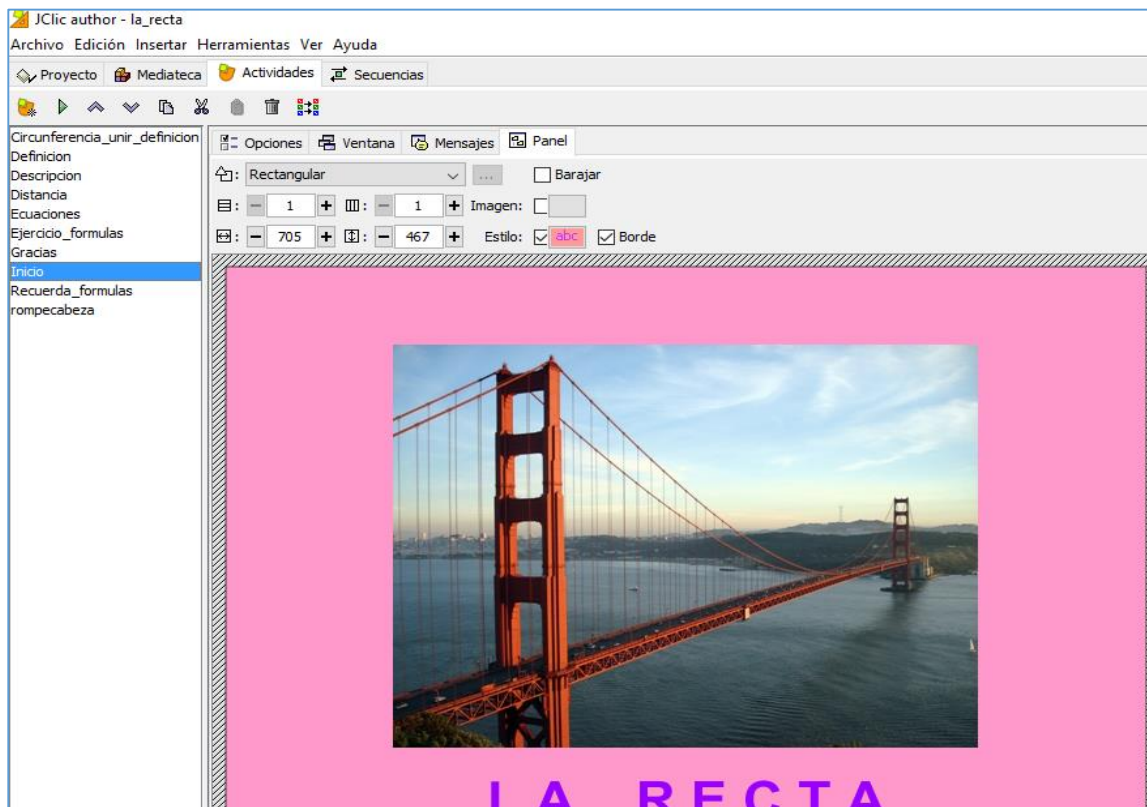 JClic author - la_recta
Archivo Edición Insertar Herramientas Ver Ayuda
Proyecto Mediateca Actividades Secuencias
Circunferencia_unir_definicion
Definicion
Descripcion
Distancia
Ecuaciones
Ejercicio_formulas
Gracias
Inicio
Recuerda_formulas
rompecabeza
Opciones Ventana Mensajes Panel
: Rectangular ... Barajar
: - 1 + : - 1 + Imagen:
: - 705 + : - 467 + Estilo: abc Borde
LA RECTA